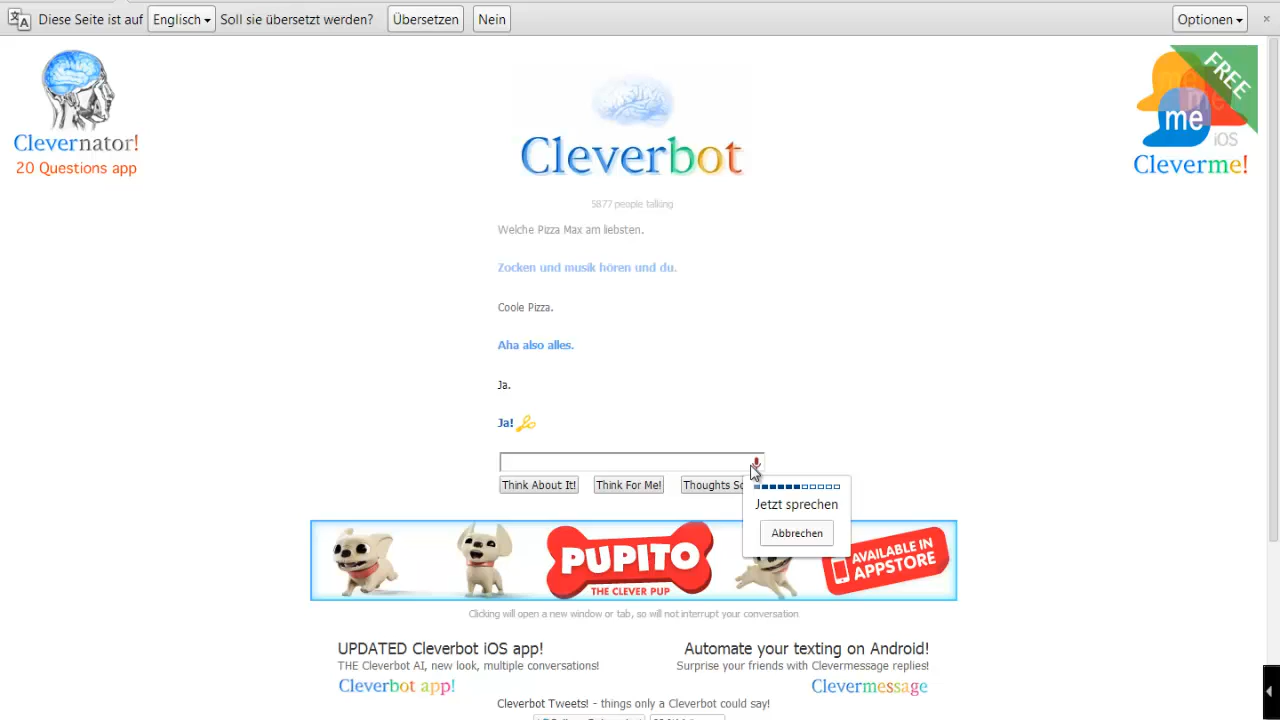 Diese Seite ist auf Englisch Soll sie übersetzt werden? Übersetzen Nein Optionen
Clevernator!
20 Questions app
FREE
me
me
me
iOS
Cleverme!
Cleverbot
5877 people talking
Welche Pizza Max am liebsten.
Zocken und musik hören und du.
Coole Pizza.
Aha also alles.
Ja.
Ja!
Think About It! Think For Me! Thoughts So
Jetzt sprechen
Abbrechen
PUPITO
THE CLEVER PUP
AVAILABLE IN
APPSTORE
Clicking will open a new window or tab, so will not interrupt your conversation
UPDATED Cleverbot iOS app!
THE Cleverbot AI, new look, multiple conversations!
Cleverbot app!
Automate your texting on Android!
Surprise your friends with Clevermessage replies!
Clevermessage
Cleverbot Tweets! - things only a Cleverbot could say!